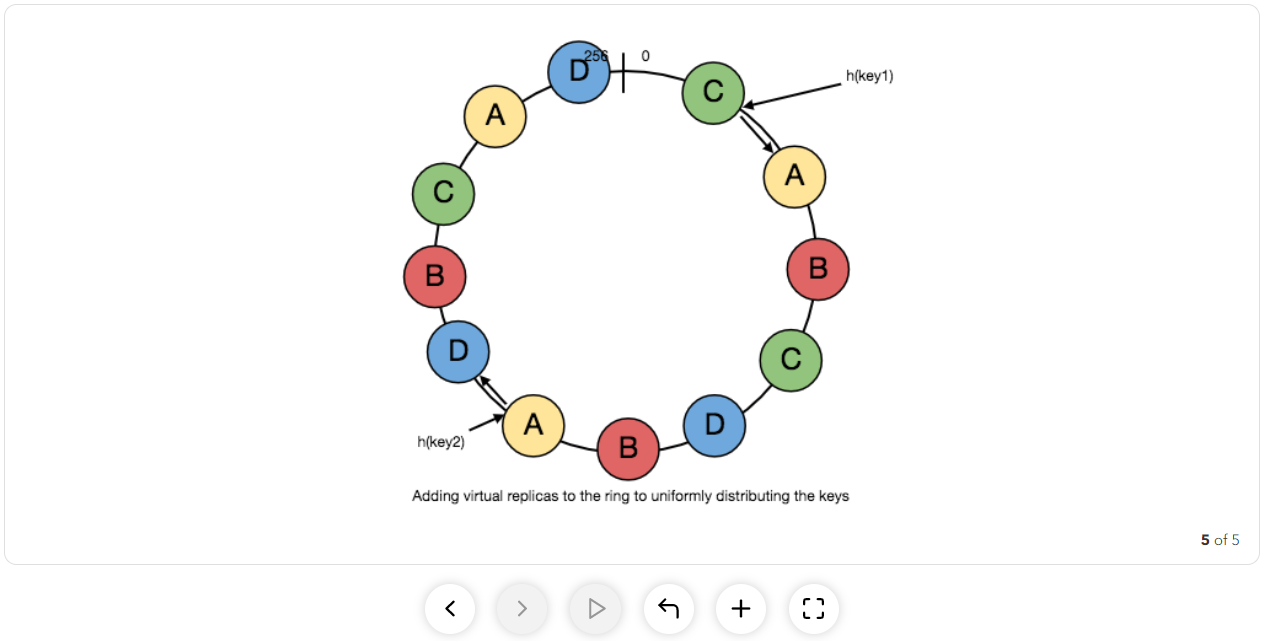 256
0
D
C
h(key1)
A
A
C
B
B
D
C
A
D
B
h(key2)
Adding virtual replicas to the ring to uniformly distributing the keys
5 of 5